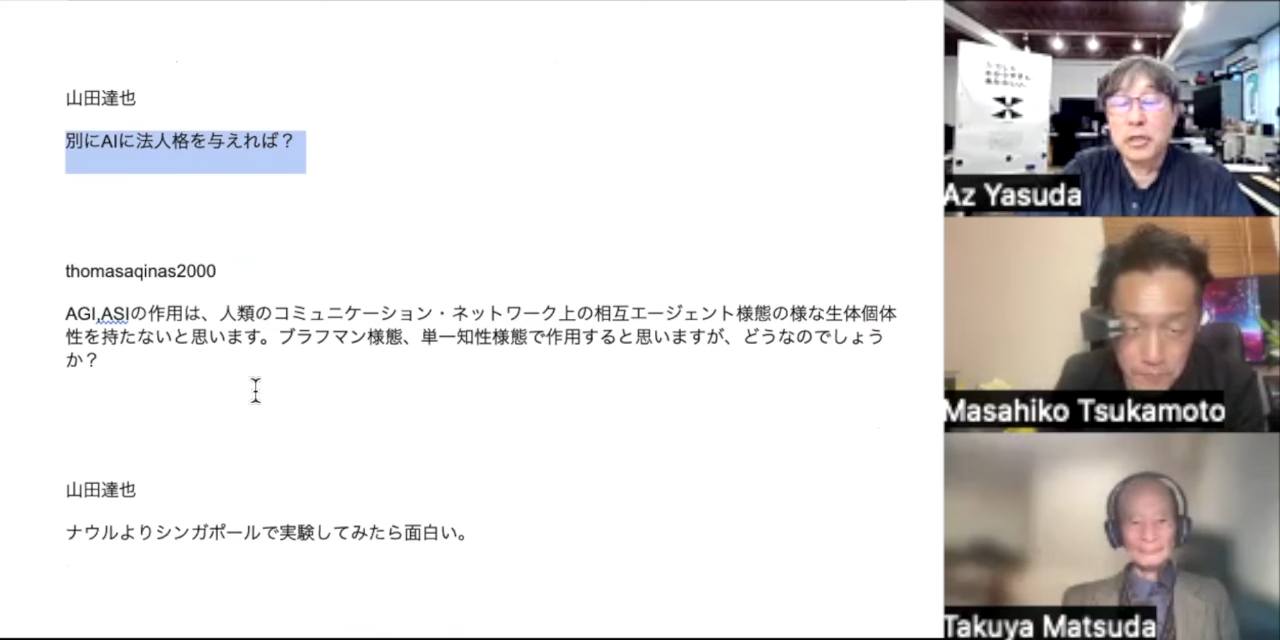 山田達也
別にAIに法人格を与えれば？
thomasaqinas2000
AGI,ASIの作用は、人類のコミュニケーション・ネットワーク上の相互エージェント様態の様な生体個体
性を持たないと思います。ブラフマン様態、単一知性様態で作用すると思いますが、どうなのでしょう
か？
山田達也
ナウルよりシンガポールで実験してみたら面白い。
Az Yasuda
Masahiko Tsukamoto
Takuya Matsuda